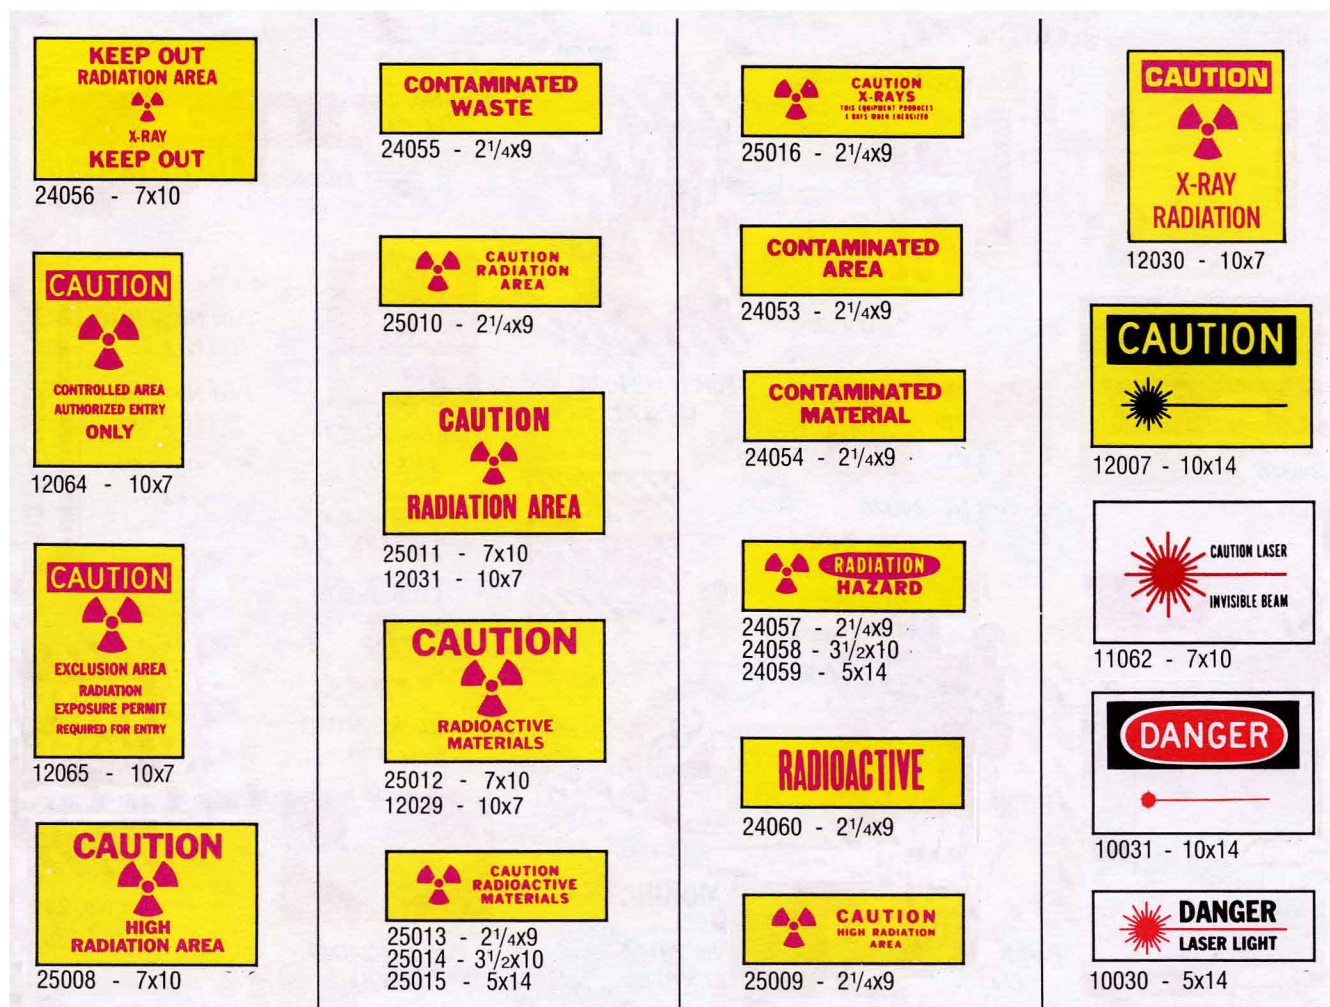 KEEP OUT
RADIATION AREA
X-RAY
KEEP OUT
24056 - 7x10
CAUTION
CONTROLLED AREA
AUTHORIZED ENTRY
ONLY
12064 - 10x7
CAUTION
EXCLUSION AREA
RADIATION
EXPOSURE PERMIT
REQUIRED FOR ENTRY
12065 - 10x7
CAUTION
HIGH
RADIATION AREA
25008 - 7x10
CONTAMINATED
WASTE
24055 - 2¹/₄x9
CAUTION
RADIATION
AREA
25010 - 2¹/₄x9
CAUTION
RADIATION AREA
25011 - 7x10
12031 - 10x7
CAUTION
RADIOACTIVE
MATERIALS
25012 - 7x10
12029 - 10x7
CAUTION
RADIOACTIVE
MATERIALS
25013 - 2¹/₄x9
25014 - 3¹/₂x10
25015 - 5x14
CAUTION
X-RAYS
THIS EQUIPMENT PRODUCES
X RAYS WHEN ENERGIZED
25016 - 2¹/₄x9
CONTAMINATED
AREA
24053 - 2¹/₄x9
CONTAMINATED
MATERIAL
24054 - 2¹/₄x9
RADIATION
HAZARD
24057 - 2¹/₄x9
24058 - 3¹/₂x10
24059 - 5x14
RADIOACTIVE
24060 - 2¹/₄x9
CAUTION
HIGH RADIATION
AREA
25009 - 2¹/₄x9
CAUTION
X-RAY
RADIATION
12030 - 10x7
CAUTION
12007 - 10x14
CAUTION LASER
INVISIBLE BEAM
11062 - 7x10
DANGER
10031 - 10x14
DANGER
LASER LIGHT
10030 - 5x14